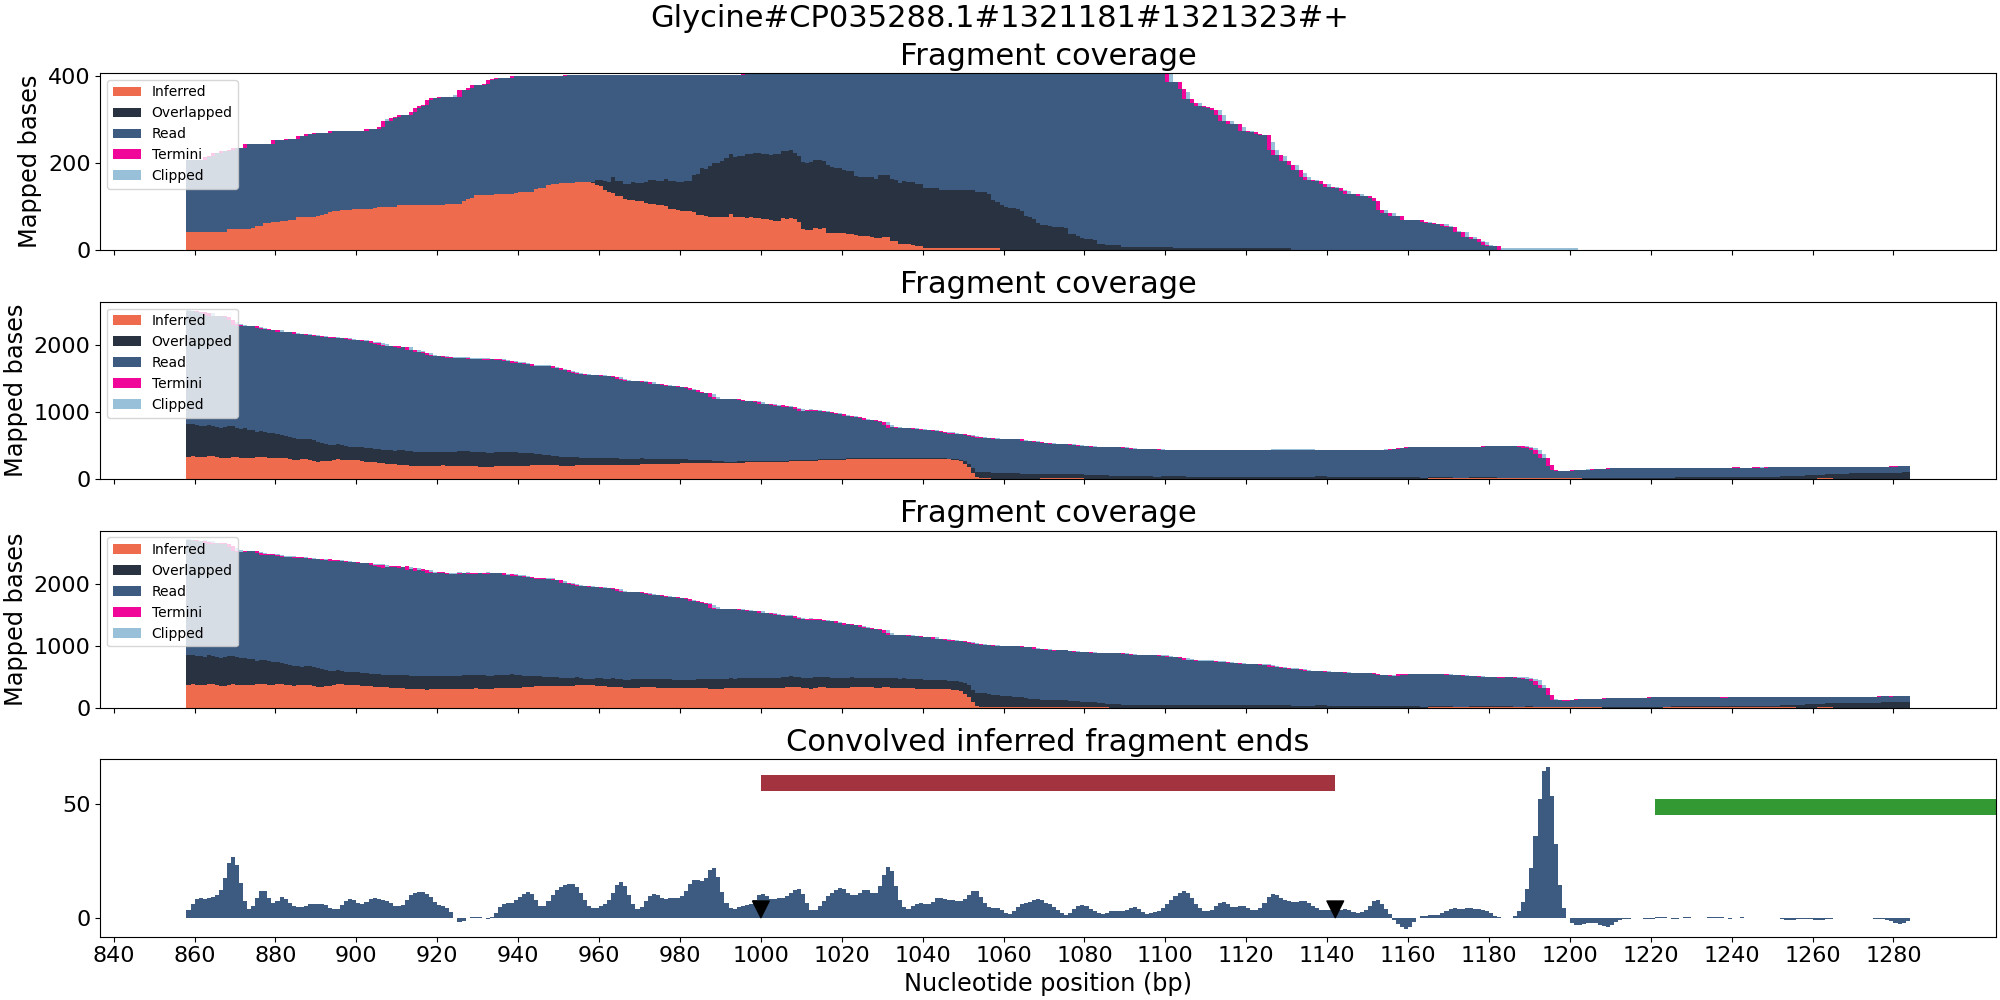 Glycine#CP035288.1#1321181#1321323#+
Fragment coverage
Mapped bases
400
200
0
Inferred
Overlapped
Read
Termini
Clipped
Fragment coverage
Mapped bases
2000
1000
0
Inferred
Overlapped
Read
Termini
Clipped
Fragment coverage
Mapped bases
2000
1000
0
Inferred
Overlapped
Read
Termini
Clipped
Convolved inferred fragment ends
50
0
840 860 880 900 920 940 960 980 1000 1020 1040 1060 1080 1100 1120 1140 1160 1180 1200 1220 1240 1260 1280
Nucleotide position (bp)